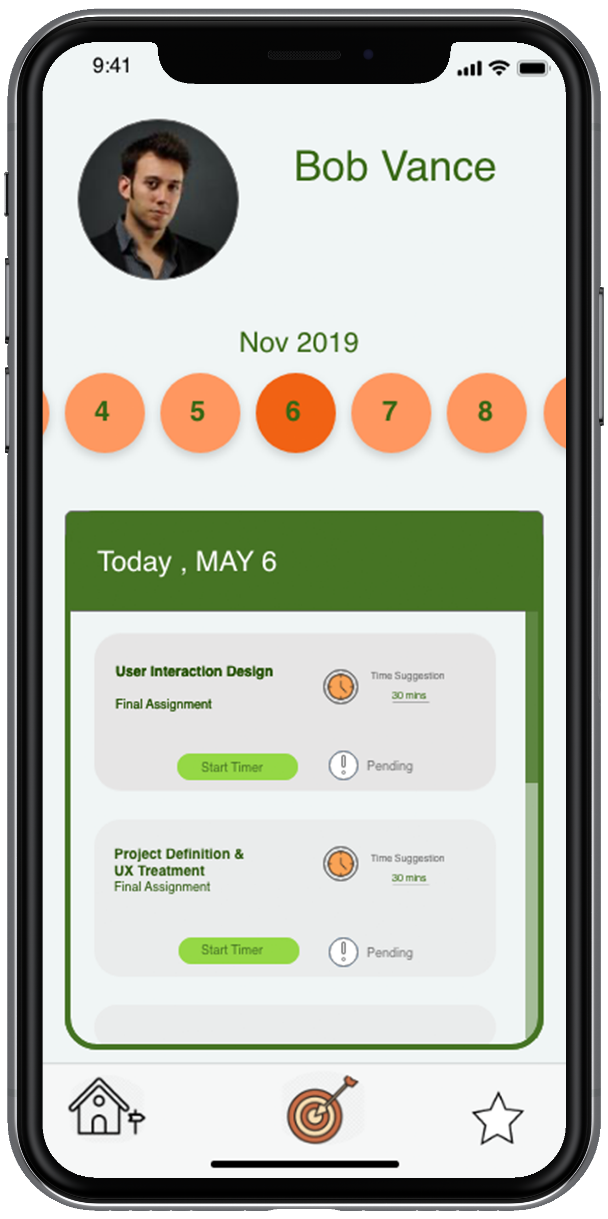 9:41
Bob Vance
Nov 2019
4 5 6 7 8
Today , MAY 6
User Interaction Design
Time Suggestion
30 mins
Final Assignment
Start Timer
Pending
Project Definition &
UX Treatment
Final Assignment
Time Suggestion
30 mins
Start Timer
Pending